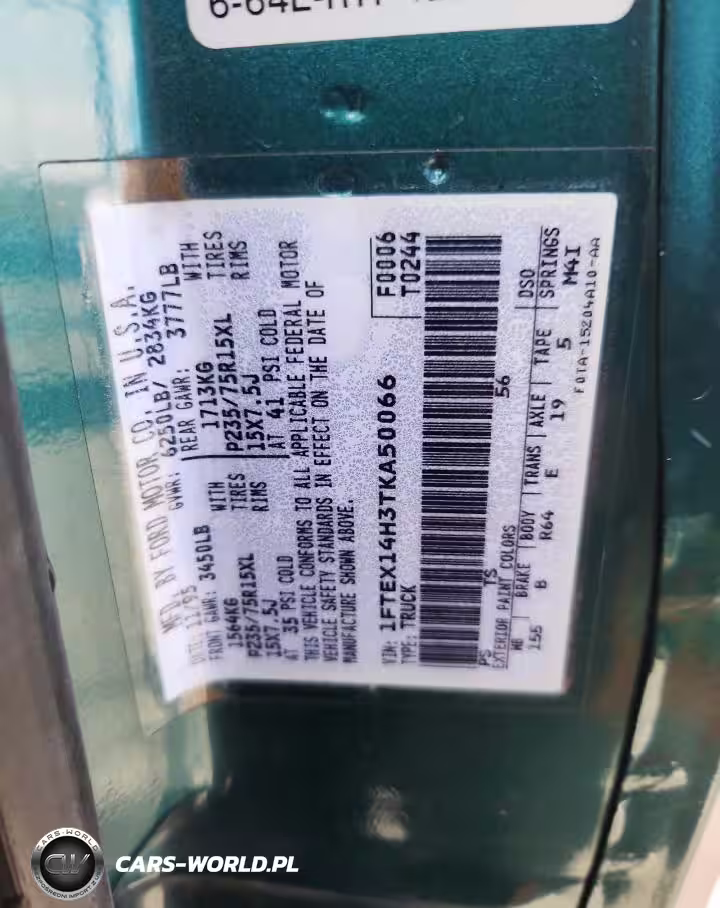 MFD. BY FORD MOTOR CO. IN U.S.A.
DATE: 11/95 GVWR: 6250LB/ 2834KG
FRONT GAWR: 3450LB REAR GAWR: 3777LB
1564KG WITH 1713KG WITH
P235/75R15XL TIRES P235/75R15XL TIRES
15X7.5J RIMS 15X7.5J RIMS
AT 35 PSI COLD AT 41 PSI COLD
THIS VEHICLE CONFORMS TO ALL APPLICABLE FEDERAL MOTOR
VEHICLE SAFETY STANDARDS IN EFFECT ON THE DATE OF
MANUFACTURE SHOWN ABOVE.
VIN: 1FTEX14H3TKA50066 F0006
TYPE: TRUCK T0244
PS TS 56
EXTERIOR PAINT COLORS DSO
WB BRAKE BODY TRANS AXLE TAPE SPRINGS
155 B R64 E 19 5 M4I
F0TA-15204A10-AA
CARS-WORLD
CW
CARS-WORLD.PL